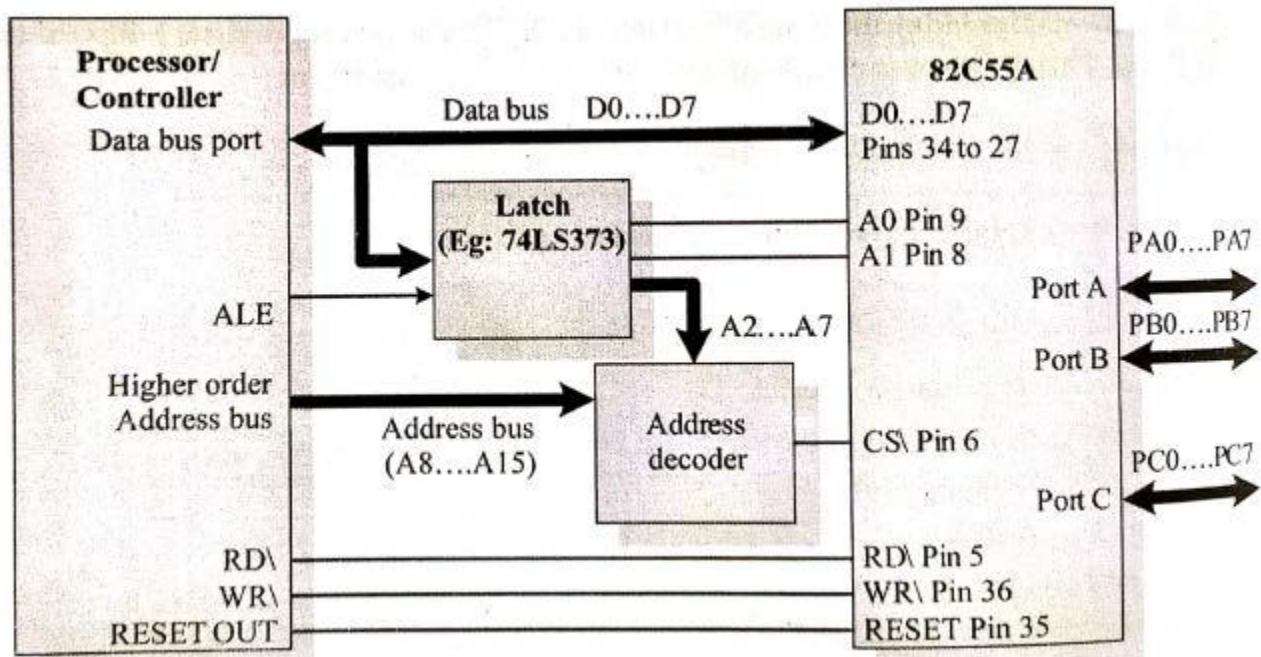 Processor/
Controller
Data bus port
ALE
Higher order
Address bus
RD\
WR\
RESET OUT
Data bus D0....D7
Latch
(Eg: 74LS373)
A2....A7
Address bus
(A8....A15)
Address
decoder
82C55A
D0....D7
Pins 34 to 27
A0 Pin 9
A1 Pin 8
CS\ Pin 6
RD\ Pin 5
WR\ Pin 36
RESET Pin 35
Port A
Port B
Port C
PA0....PA7
PB0....PB7
PC0....PC7